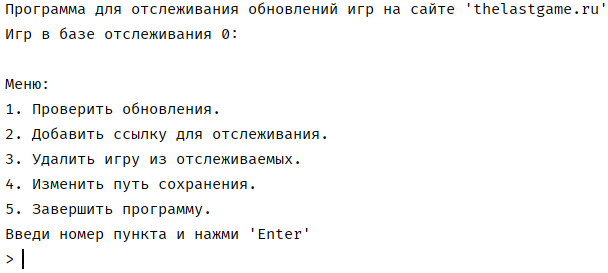 Программа для отслеживания обновлений игр на сайте 'thelastgame.ru'
Игр в базе отслеживания 0:
Меню:
1. Проверить обновления.
2. Добавить ссылку для отслеживания.
3. Удалить игру из отслеживаемых.
4. Изменить путь сохранения.
5. Завершить программу.
Введи номер пункта и нажми 'Enter'
>